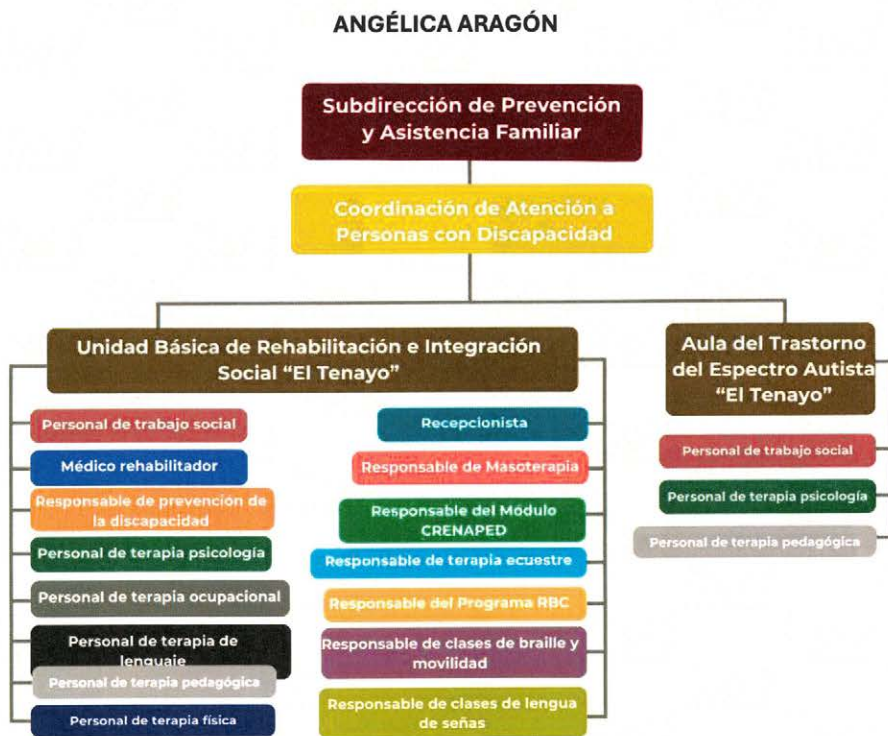 ANGÉLICA ARAGÓN
Subdirección de Prevención
y Asistencia Familiar
Coordinación de Atención a
Personas con Discapacidad
Unidad Básica de Rehabilitación e Integración
Social “El Tenayo”
Personal de trabajo social
Médico rehabilitador
Responsable de prevención de
la discapacidad
Personal de terapia psicología
Personal de terapia ocupacional
Personal de terapia de
lenguaje
Personal de terapia pedagógica
Personal de terapia física
Recepcionista
Responsable de Masoterapia
Responsable del Módulo
CRENAPED
Responsable de terapia ecuestre
Responsable del Programa RBC
Responsable de clases de braille y
movilidad
Responsable de clases de lengua
de señas
Aula del Trastorno
del Espectro Autista
“El Tenayo”
Personal de trabajo social
Personal de terapia psicología
Personal de terapia pedagógica